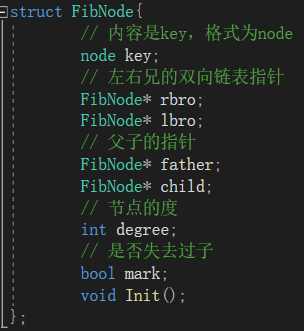 struct FibNode{
// 内容是key，格式为node
node key;
// 左右兄的双向链表指针
FibNode* rbro;
FibNode* lbro;
// 父子的指针
FibNode* father;
FibNode* child;
// 节点的度
int degree;
// 是否失去过子
bool mark;
void Init();
};